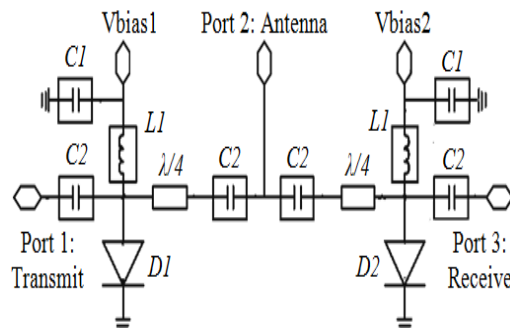 Vbias1
Port 2: Antenna
Vbias2
C1
C1
L1
L1
C2
λ/4
C2
C2
λ/4
C2
Port 1:
Transmit
D1
D2
Port 3:
Receive